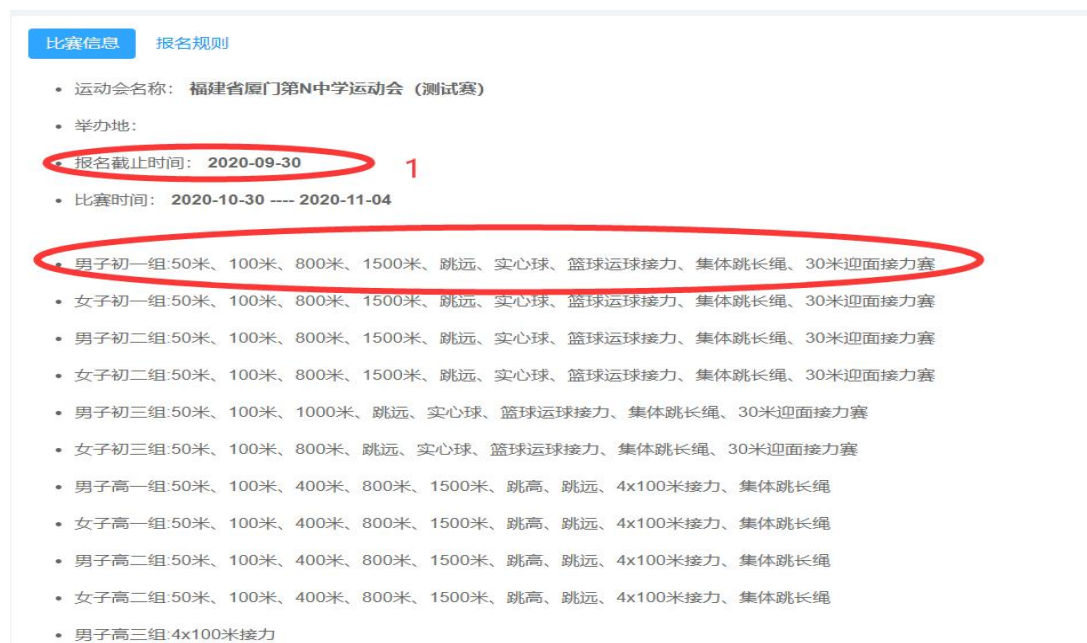 比赛信息 报名规则
运动会名称： 福建省厦门第N中学运动会（测试赛）
举办地：
报名截止时间： 2020-09-30 1
比赛时间： 2020-10-30 ---- 2020-11-04
男子初一组:50米、100米、800米、1500米、跳远、实心球、篮球运球接力、集体跳长绳、30米迎面接力赛
女子初一组:50米、100米、800米、1500米、跳远、实心球、篮球运球接力、集体跳长绳、30米迎面接力赛
男子初二组:50米、100米、800米、1500米、跳远、实心球、篮球运球接力、集体跳长绳、30米迎面接力赛
女子初二组:50米、100米、800米、1500米、跳远、实心球、篮球运球接力、集体跳长绳、30米迎面接力赛
男子初三组:50米、100米、1000米、跳远、实心球、篮球运球接力、集体跳长绳、30米迎面接力赛
女子初三组:50米、100米、800米、跳远、实心球、篮球运球接力、集体跳长绳、30米迎面接力赛
男子高一组:50米、100米、400米、800米、1500米、跳高、跳远、4x100米接力、集体跳长绳
女子高一组:50米、100米、400米、800米、1500米、跳高、跳远、4x100米接力、集体跳长绳
男子高二组:50米、100米、400米、800米、1500米、跳高、跳远、4x100米接力、集体跳长绳
女子高二组:50米、100米、400米、800米、1500米、跳高、跳远、4x100米接力、集体跳长绳
男子高三组:4x100米接力